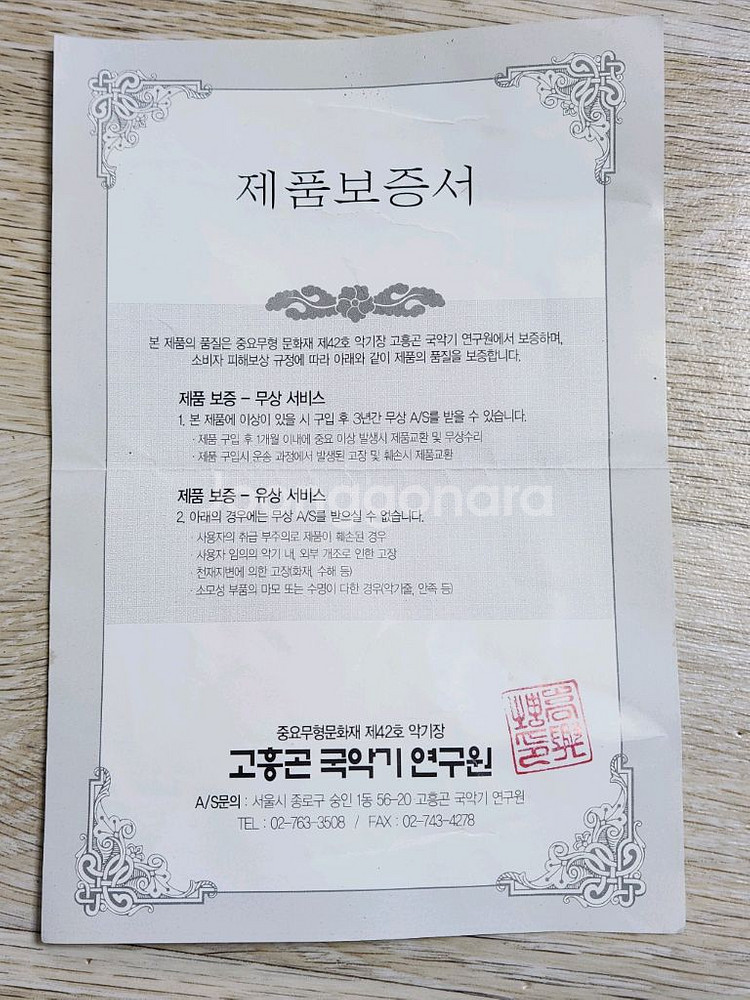 제품보증서
본 제품의 품질은 중요무형 문화재 제42호 악기장 고흥곤 국악기 연구원에서 보증하며,
소비자 피해보상 규정에 따라 아래와 같이 제품의 품질을 보증합니다.
제품 보증 - 무상 서비스
1. 본 제품에 이상이 있을 시 구입 후 3년간 무상 A/S를 받을 수 있습니다.
· 제품 구입 후 1개월 이내에 중요 이상 발생시 제품교환 및 무상수리
· 제품 구입시 운송 과정에서 발생된 고장 및 훼손시 제품교환
제품 보증 - 유상 서비스
2. 아래의 경우에는 무상 A/S를 받으실 수 없습니다.
· 사용자의 취급 부주의로 제품이 훼손된 경우
· 사용자 임의의 악기 내, 외부 개조로 인한 고장
· 천재지변에 의한 고장(화재, 수해 등)
· 소모성 부품의 마모 또는 수명이 다한 경우(악기줄, 안족 등)
중요무형문화재 제42호 악기장
고흥곤 국악기 연구원
A/S문의 : 서울시 종로구 숭인 1동 56-20 고흥곤 국악기 연구원
TEL : 02-763-3508 / FAX : 02-743-4278